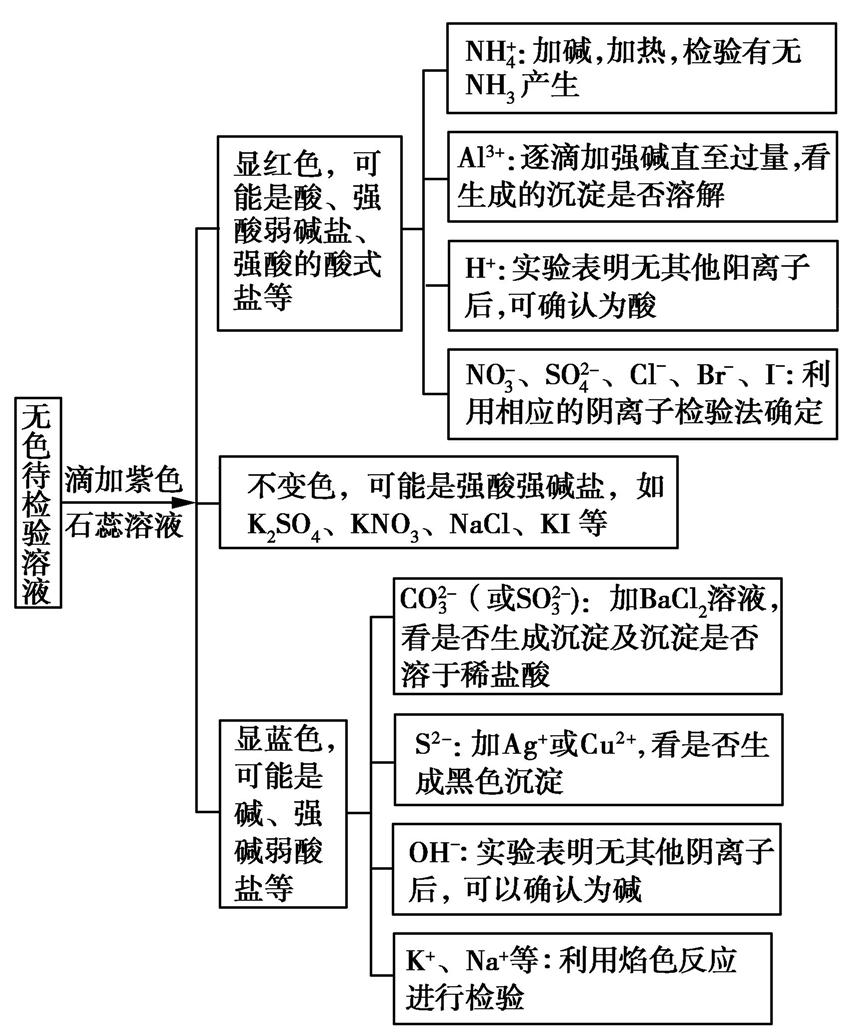 无色待检验溶液
滴加紫色
石蕊溶液
显红色，可
能是酸、强
酸弱碱盐、
强酸的酸式
盐等
NH₄⁺：加碱，加热，检验有无
NH₃产生
Al³⁺：逐滴加强碱直至过量，看
生成的沉淀是否溶解
H⁺：实验表明无其他阳离子
后，可确认为酸
NO₃⁻、SO₄²⁻、Cl⁻、Br⁻、I⁻：利
用相应的阴离子检验法确定
不变色，可能是强酸强碱盐，如
K₂SO₄、KNO₃、NaCl、KI 等
显蓝色，
可能是
碱、强
碱弱酸
盐等
CO₃²⁻（或SO₃²⁻）：加BaCl₂溶液，
看是否生成沉淀及沉淀是否
溶于稀盐酸
S²⁻：加Ag⁺或Cu²⁺，看是否生
成黑色沉淀
OH⁻：实验表明无其他阴离子
后，可以确认为碱
K⁺、Na⁺等：利用焰色反应
进行检验